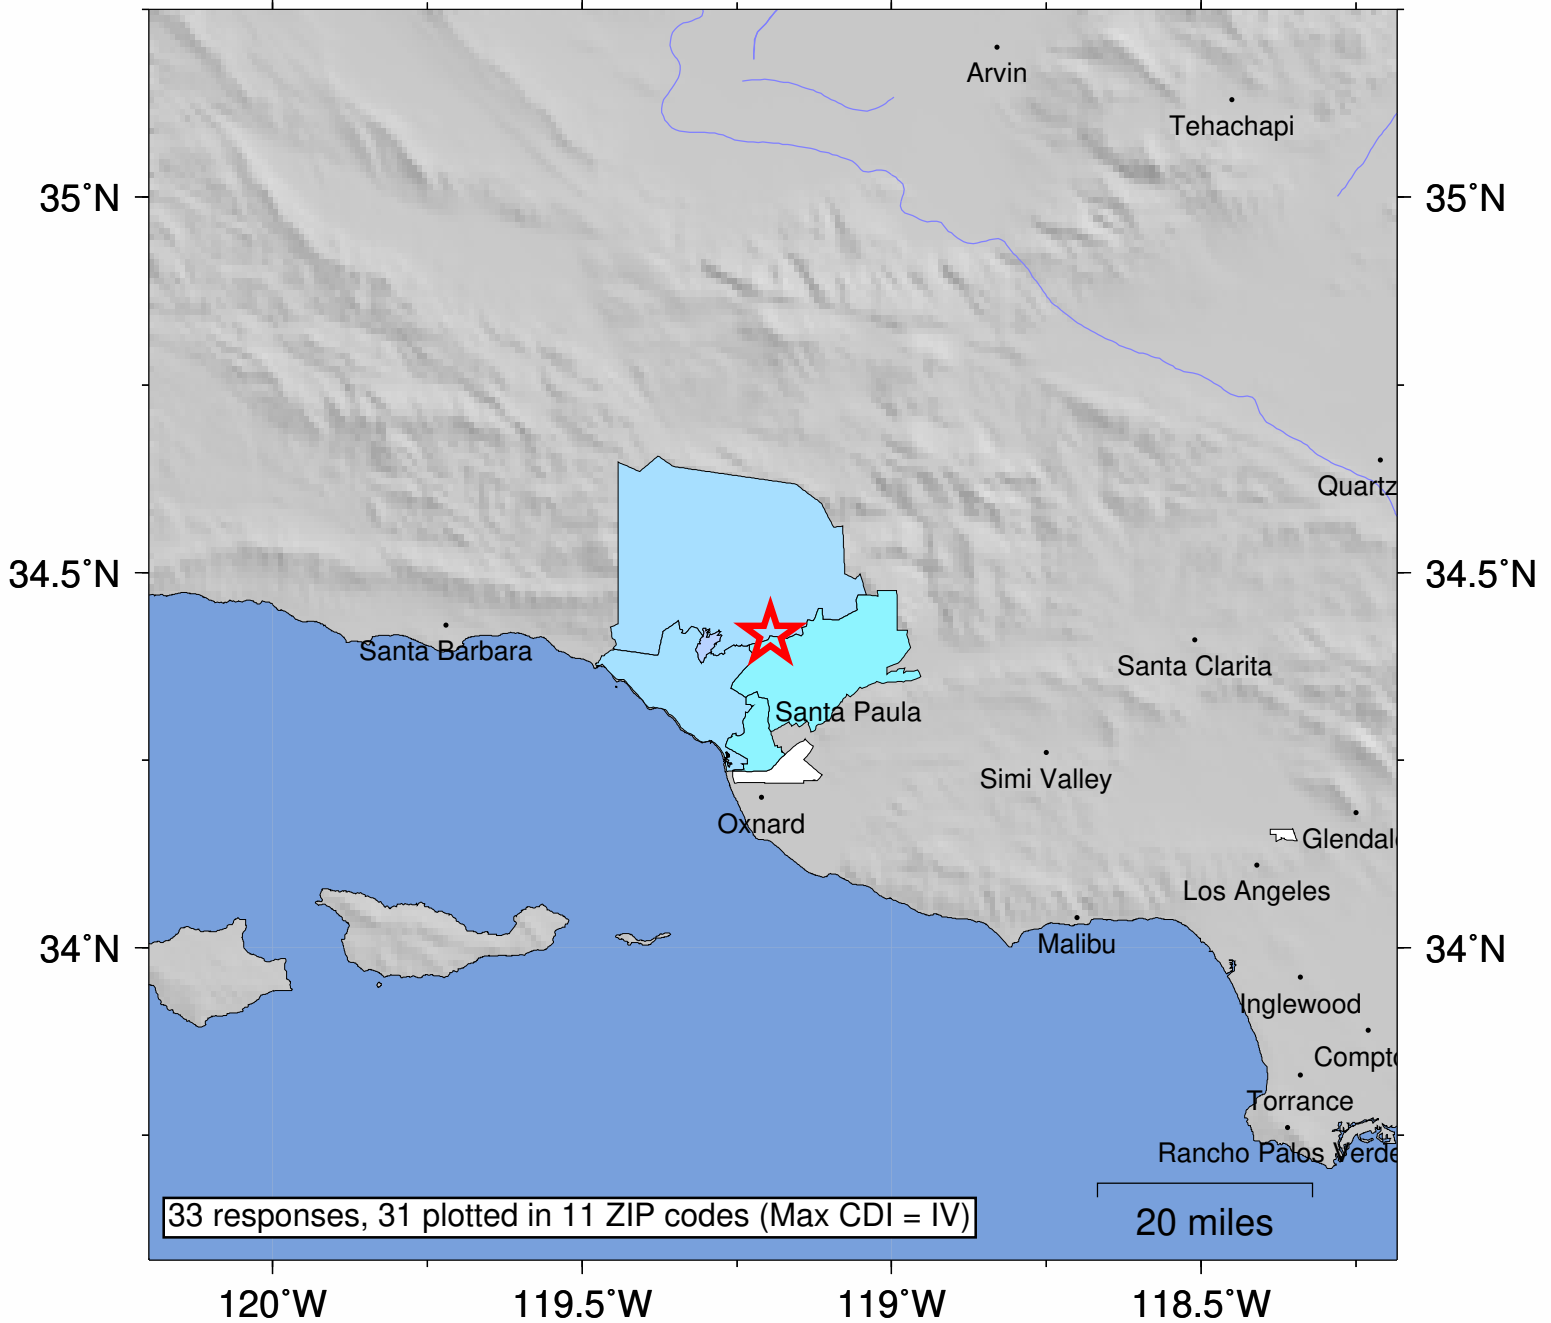 Arvin
Tehachapi
35˚N
35˚N
Quartz
34.5˚N
34.5˚N
Santa Barbara
Santa Clarita
Santa Paula
Simi Valley
Oxnard
Glendal
Los Angeles
34˚N
Malibu
34˚N
Inglewood
Compt
Torrance
Rancho Palos Verde
33 responses, 31 plotted in 11 ZIP codes (Max CDI = IV)
20 miles
120˚W
119.5˚W
119˚W
118.5˚W